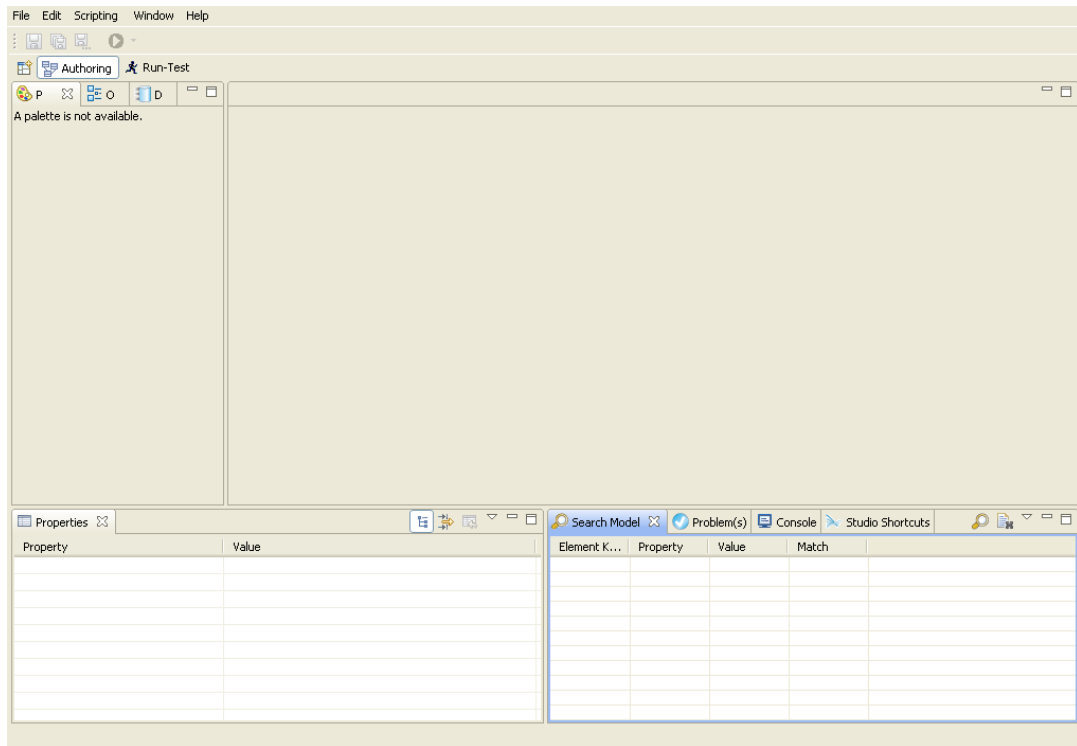 File Edit Scripting Window Help
Authoring Run-Test
P O D
A palette is not available.
Properties
Search Model Problem(s) Console Studio Shortcuts
Property Value
Element K... Property Value Match